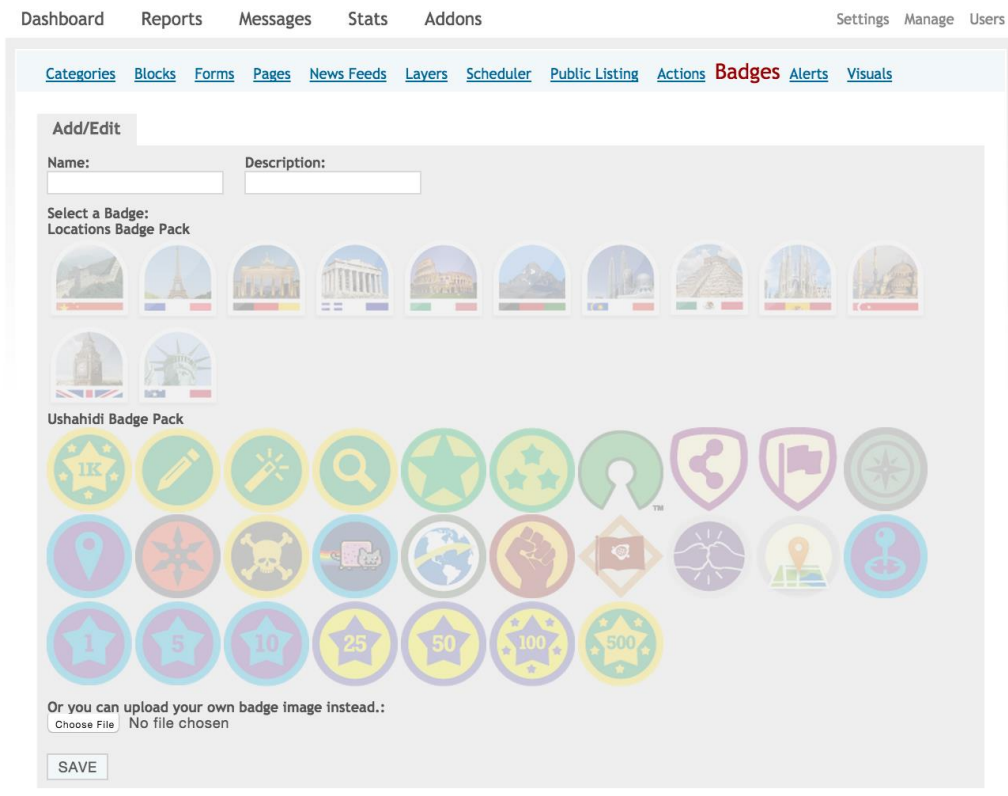 Dashboard Reports Messages Stats Addons Settings Manage Users
Categories Blocks Forms Pages News Feeds Layers Scheduler Public Listing Actions Badges Alerts Visuals
Add/Edit
Name: Description:
Select a Badge:
Locations Badge Pack
Ushahidi Badge Pack
1K
TM
1 5 10 25 50 100 500
Or you can upload your own badge image instead.:
Choose File No file chosen
SAVE